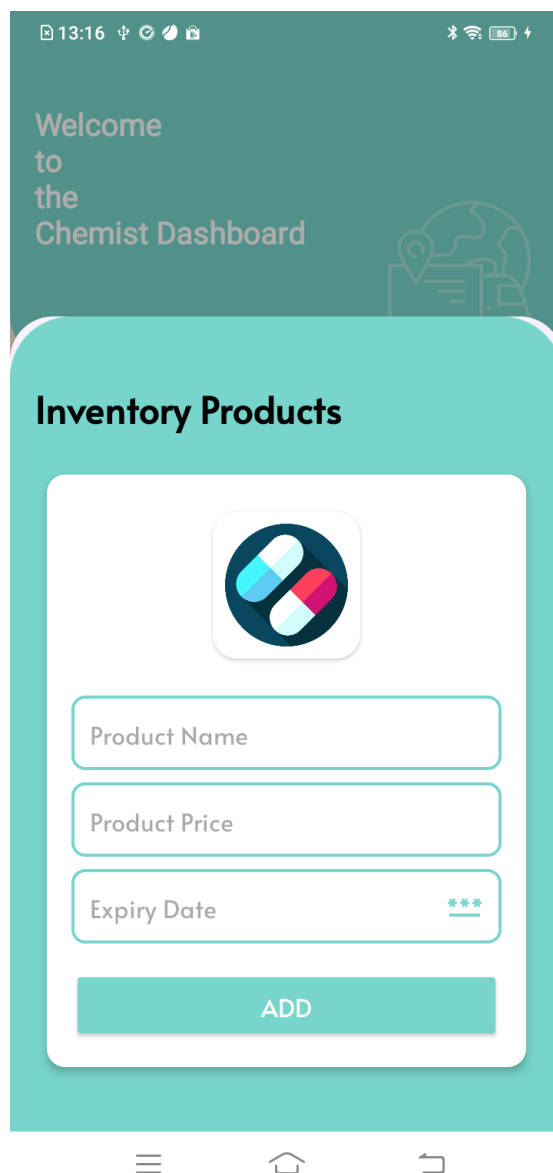 13:16
86
Welcome
to
the
Chemist Dashboard
Inventory Products
Product Name
Product Price
Expiry Date
***
ADD